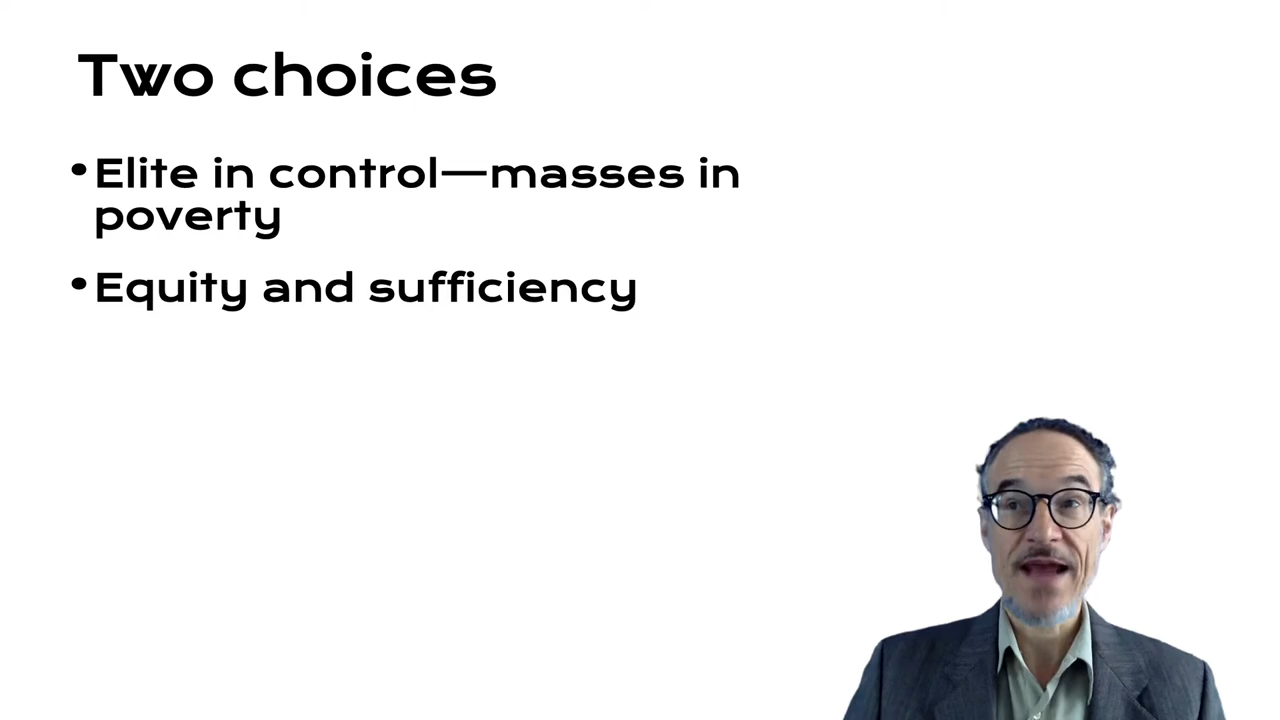 Two choices
•Elite in control—masses in
poverty
•Equity and sufficiency